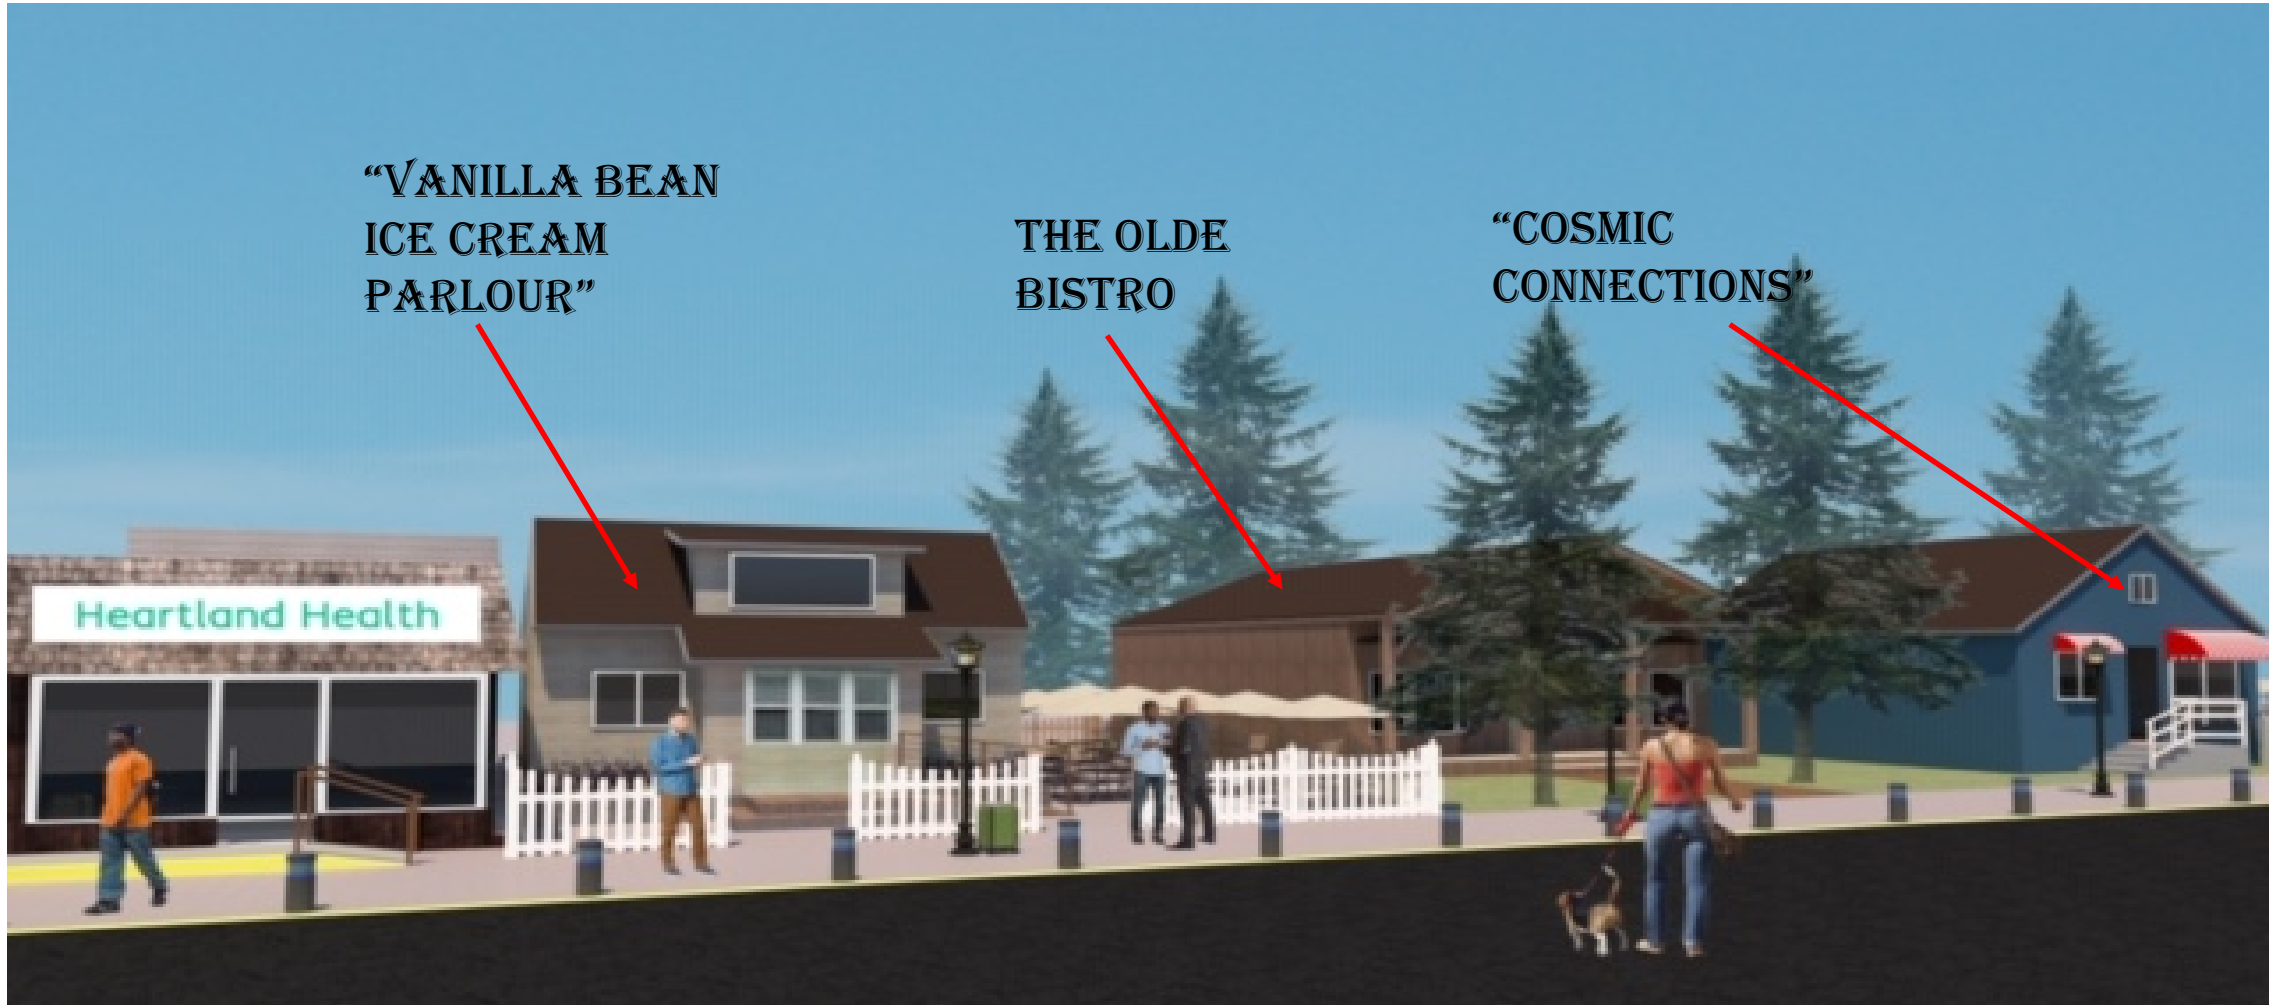 “VANILLA BEAN
ICE CREAM
PARLOUR”
THE OLDE
BISTRO
“COSMIC
CONNECTIONS”
Heartland Health